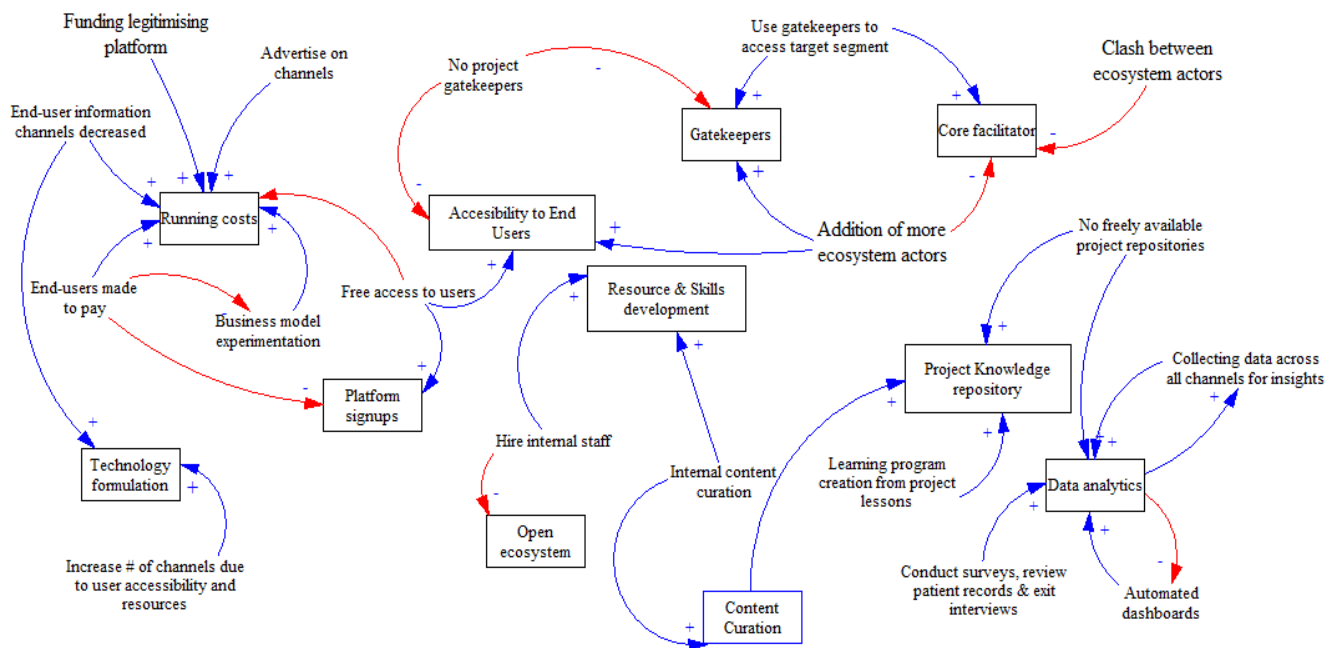 Funding legitimising
platform
Advertise on
channels
End-user information
channels decreased
No project
gatekeepers
Use gatekeepers to
access target segment
Clash between
ecosystem actors
Gatekeepers
Core facilitator
Running costs
Accesibility to End
Users
Addition of more
ecosystem actors
No freely available
project repositories
End-users made
to pay
Business model
experimentation
Free access to users
Resource & Skills
development
Platform
signups
Project Knowledge
repository
Collecting data across
all channels for insights
Technology
formulation
Hire internal staff
Internal content
curation
Learning program
creation from project
lessons
Data analytics
Open
ecosystem
Increase # of channels due
to user accessibility and
resources
Content
Curation
Conduct surveys, review
patient records & exit
interviews
Automated
dashboards